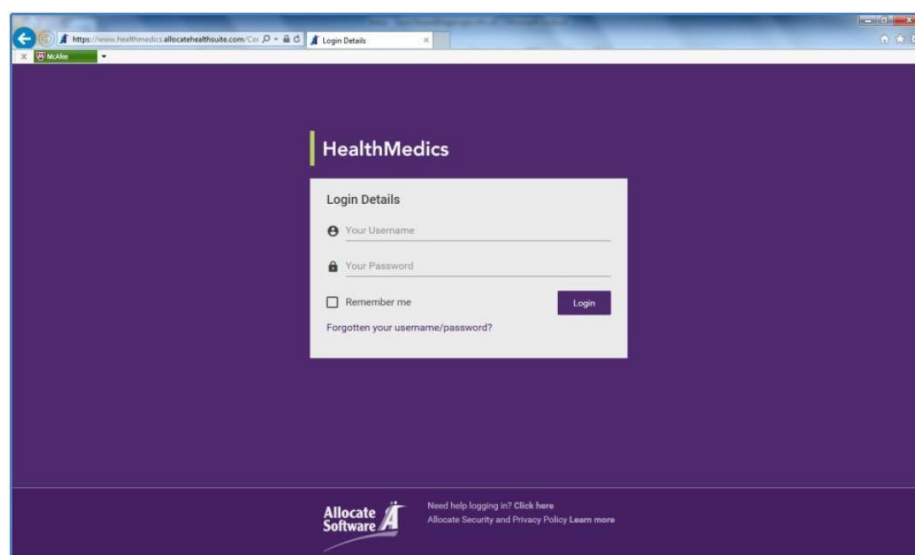 https://www.healthmedics.allocatehealthsuite.com/Cor
Login Details
McAfee
HealthMedics
Login Details
Your Username
Your Password
Remember me
Login
Forgotten your username/password?
Allocate
Software
Need help logging in? Click here
Allocate Security and Privacy Policy Learn more